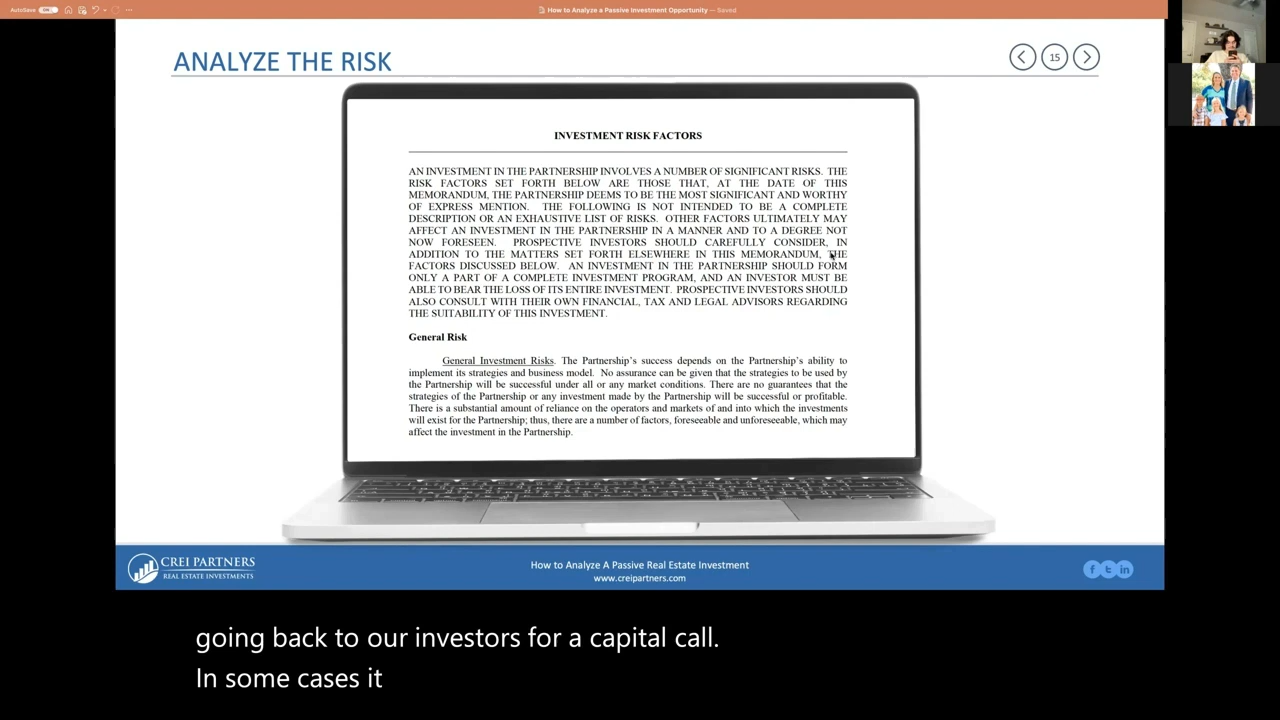 AutoSave ON
How to Analyze a Passive Investment Opportunity — Saved
ANALYZE THE RISK
15
INVESTMENT RISK FACTORS
AN INVESTMENT IN THE PARTNERSHIP INVOLVES A NUMBER OF SIGNIFICANT RISKS. THE
RISK FACTORS SET FORTH BELOW ARE THOSE THAT, AT THE DATE OF THIS
MEMORANDUM, THE PARTNERSHIP DEEMS TO BE THE MOST SIGNIFICANT AND WORTHY
OF EXPRESS MENTION. THE FOLLOWING IS NOT INTENDED TO BE A COMPLETE
DESCRIPTION OR AN EXHAUSTIVE LIST OF RISKS. OTHER FACTORS ULTIMATELY MAY
AFFECT AN INVESTMENT IN THE PARTNERSHIP IN A MANNER AND TO A DEGREE NOT
NOW FORESEEN. PROSPECTIVE INVESTORS SHOULD CAREFULLY CONSIDER, IN
ADDITION TO THE MATTERS SET FORTH ELSEWHERE IN THIS MEMORANDUM, THE
FACTORS DISCUSSED BELOW. AN INVESTMENT IN THE PARTNERSHIP SHOULD FORM
ONLY A PART OF A COMPLETE INVESTMENT PROGRAM, AND AN INVESTOR MUST BE
ABLE TO BEAR THE LOSS OF ITS ENTIRE INVESTMENT. PROSPECTIVE INVESTORS SHOULD
ALSO CONSULT WITH THEIR OWN FINANCIAL, TAX AND LEGAL ADVISORS REGARDING
THE SUITABILITY OF THIS INVESTMENT.
General Risk
General Investment Risks. The Partnership's success depends on the Partnership's ability to
implement its strategies and business model. No assurance can be given that the strategies to be used by
the Partnership will be successful under all or any market conditions. There are no guarantees that the
strategies of the Partnership or any investment made by the Partnership will be successful or profitable.
There is a substantial amount of reliance on the operators and markets of and into which the investments
will exist for the Partnership; thus, there are a number of factors, foreseeable and unforeseeable, which may
affect the investment in the Partnership.
CREI PARTNERS
REAL ESTATE INVESTMENTS
How to Analyze A Passive Real Estate Investment
www.creipartners.com
f t in
going back to our investors for a capital call.
In some cases it